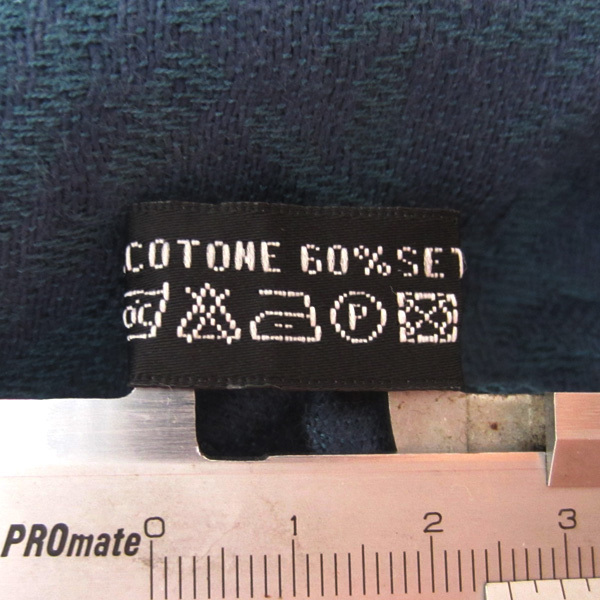 COTONE 60%SET
P
PROmate 0 1 2 3